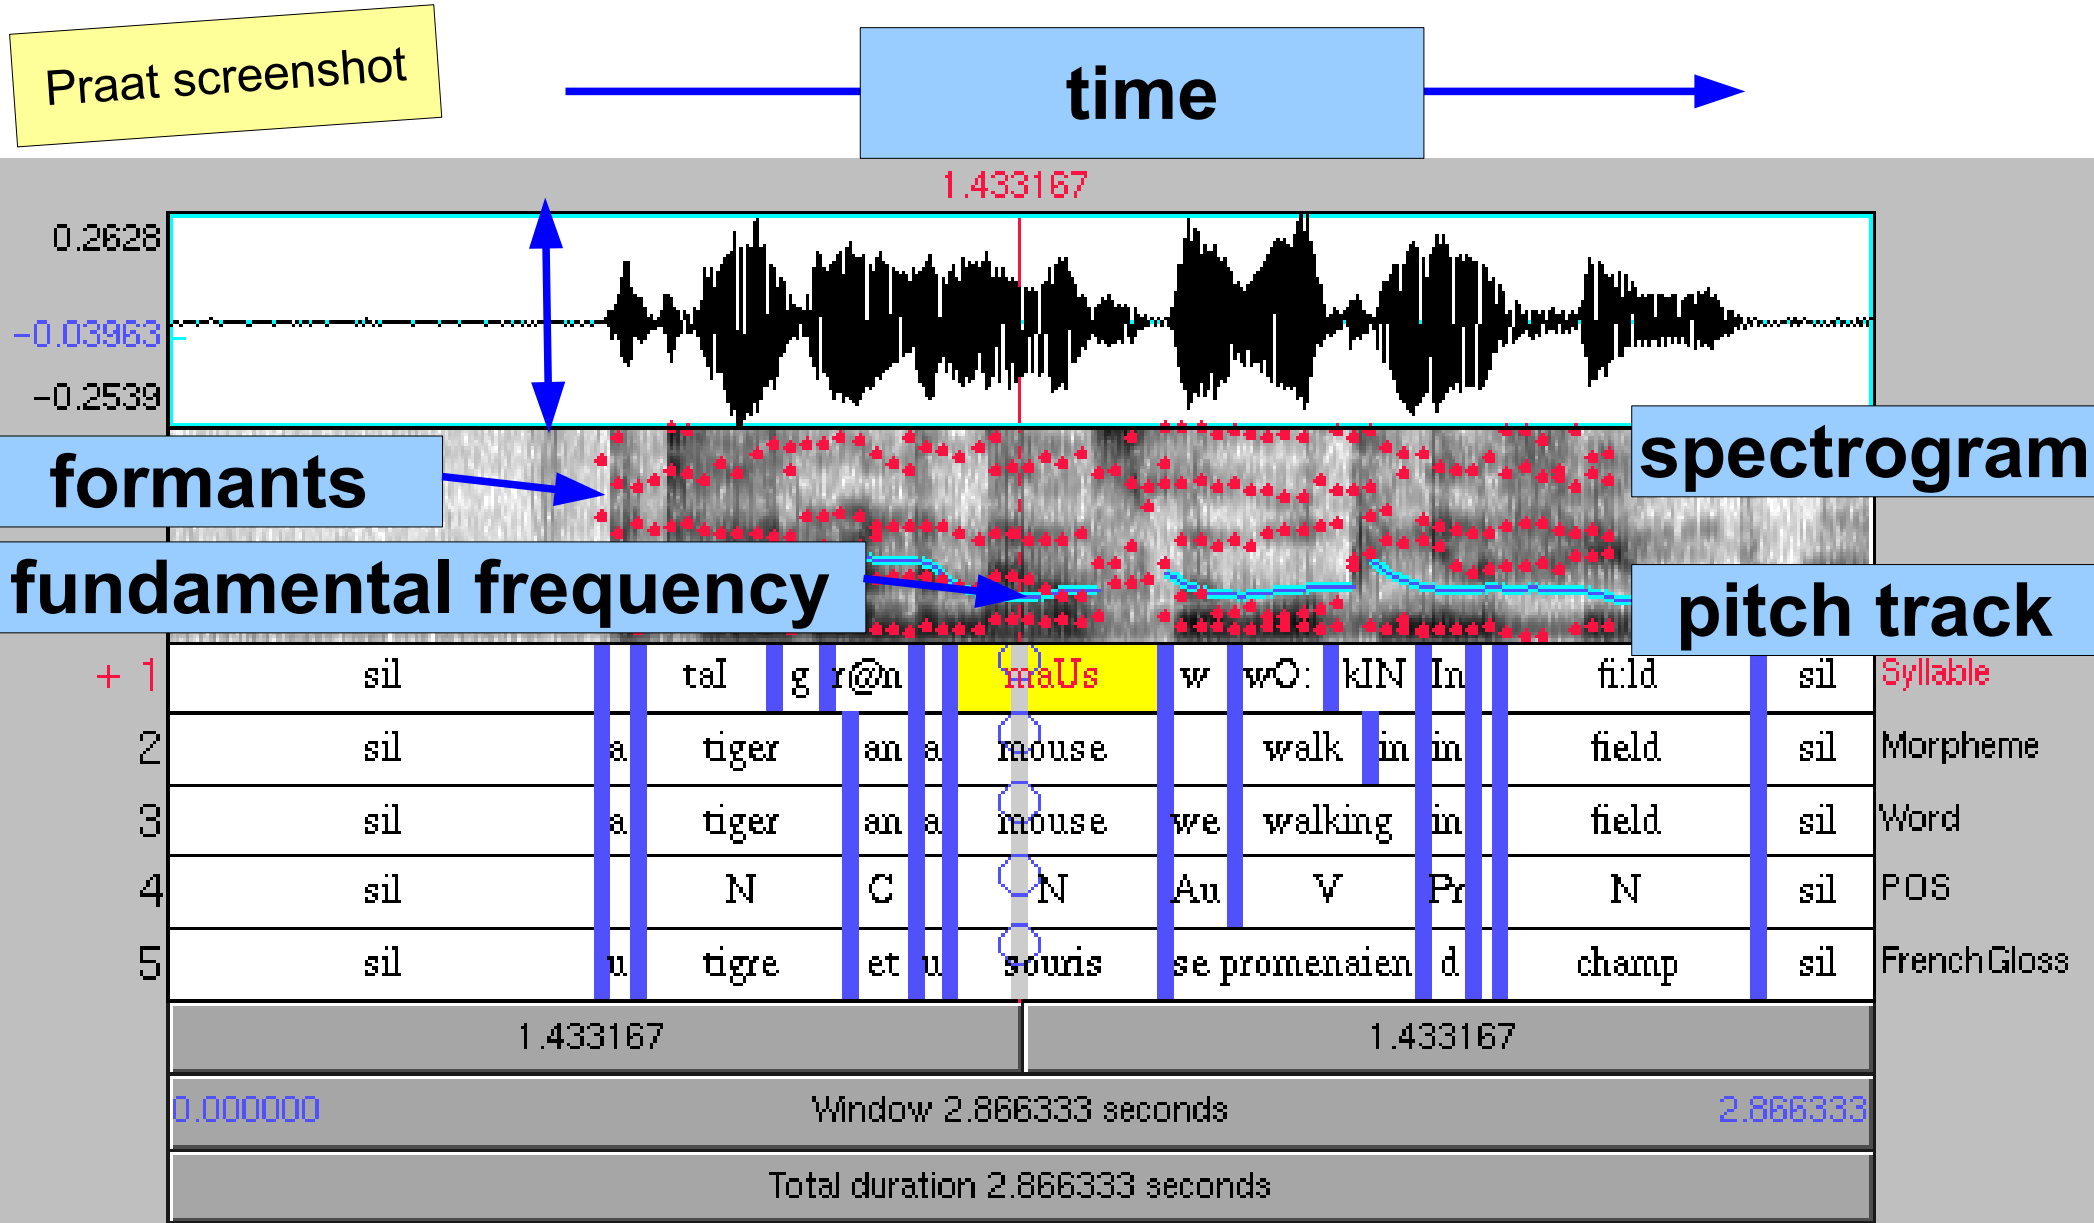 Praat screenshot
time
1.433167
0.2628
-0.03963
-0.2539
formants
spectrogram
fundamental frequency
pitch track
+ 1 sil taI g r@n maUs w wO: kIN In fi:ld sil Syllable
2 sil a tiger an a mouse walk in in field sil Morpheme
3 sil a tiger an a mouse we walking in field sil Word
4 sil N C N Au V Pr N sil POS
5 sil u tigre et u souris se promenaien d champ sil FrenchGloss
1.433167 1.433167
0.000000 Window 2.866333 seconds 2.866333
Total duration 2.866333 seconds